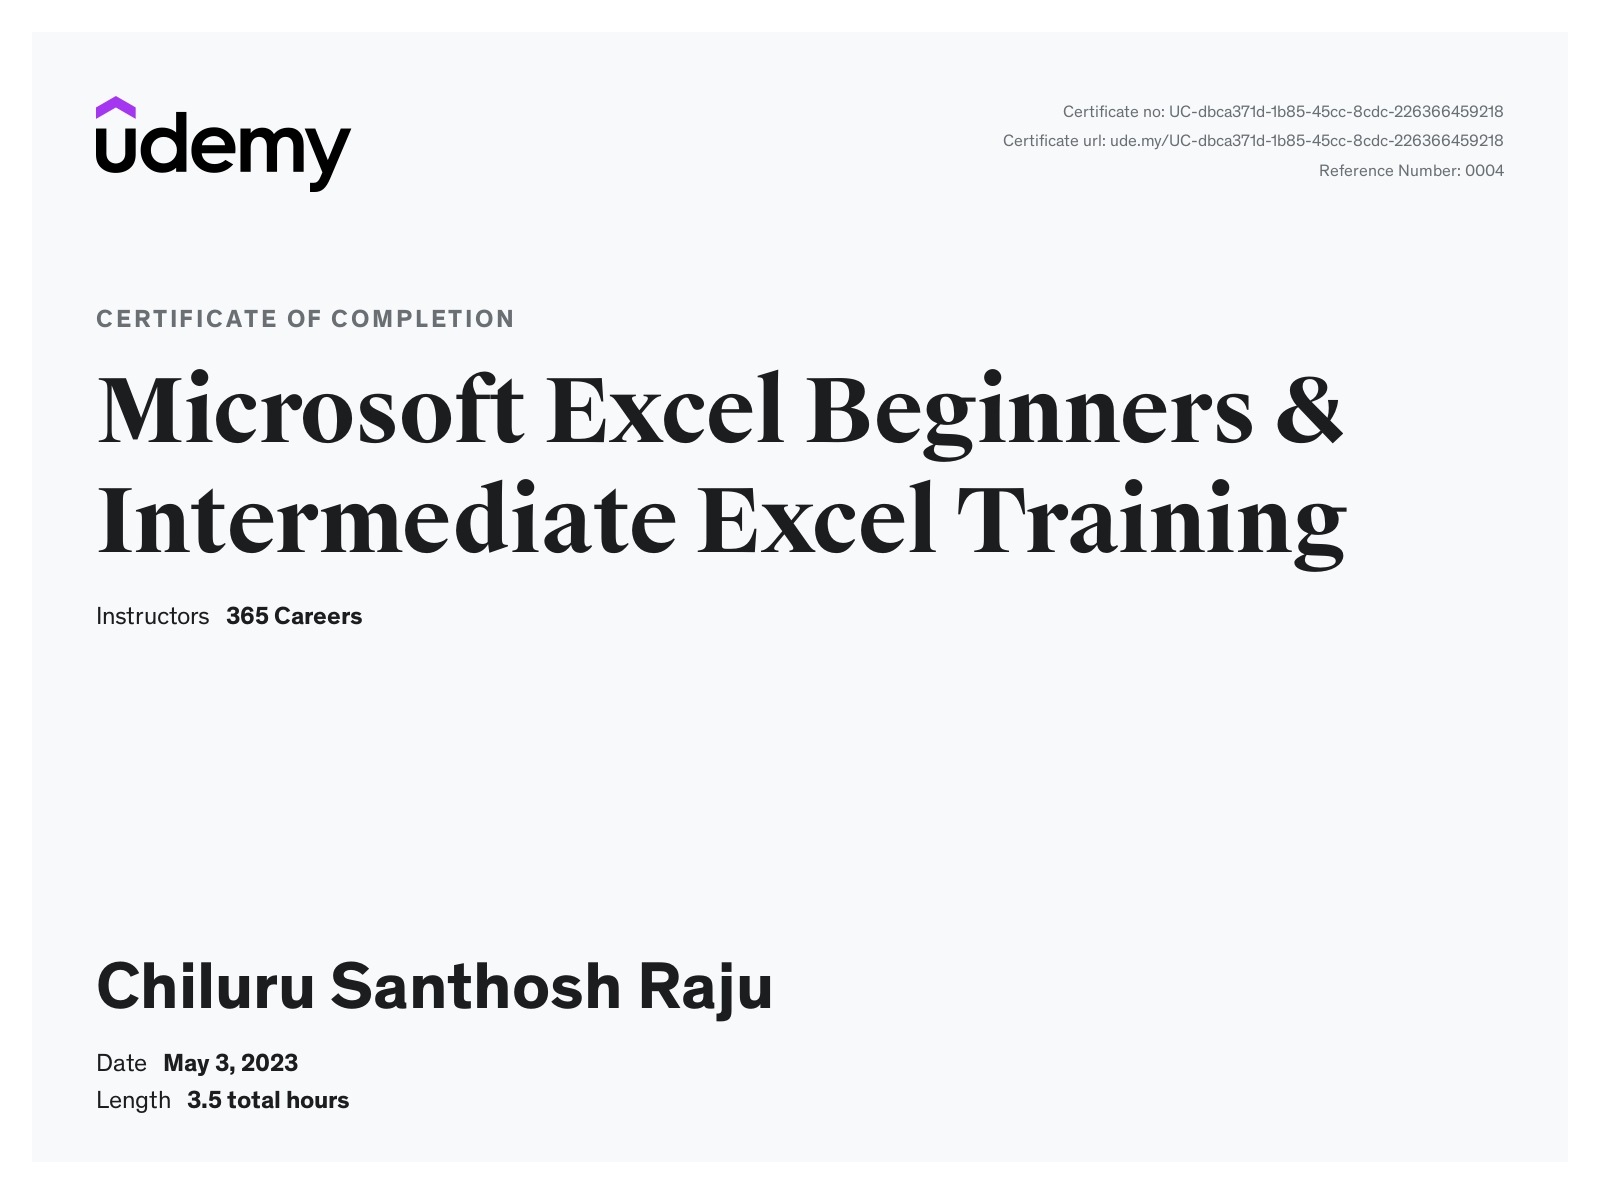 udemy
Certificate no: UC-dbca371d-1b85-45cc-8cdc-226366459218
Certificate url: ude.my/UC-dbca371d-1b85-45cc-8cdc-226366459218
Reference Number: 0004
CERTIFICATE OF COMPLETION
Microsoft Excel Beginners &
Intermediate Excel Training
Instructors 365 Careers
Chiluru Santhosh Raju
Date May 3, 2023
Length 3.5 total hours